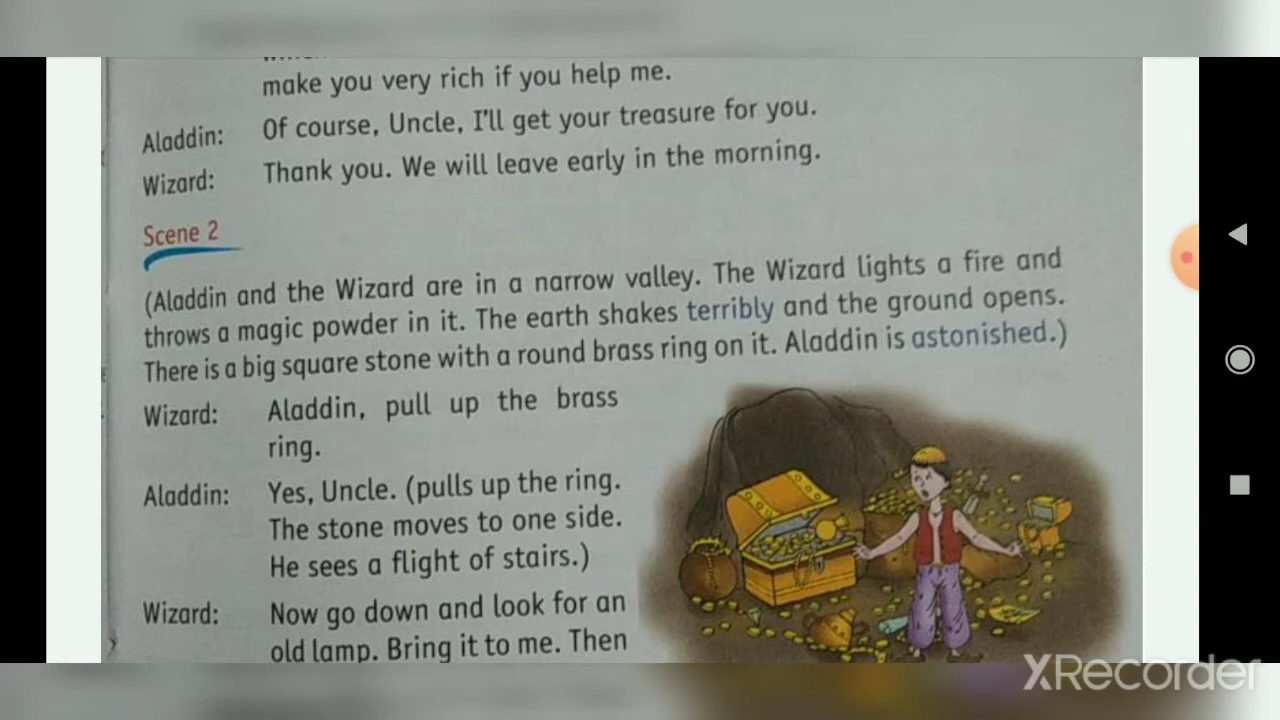 make you very rich if you help me.
Aladdin: Of course, Uncle, I'll get your treasure for you.
Wizard: Thank you. We will leave early in the morning.
Scene 2
(Aladdin and the Wizard are in a narrow valley. The Wizard lights a fire and
throws a magic powder in it. The earth shakes terribly and the ground opens.
There is a big square stone with a round brass ring on it. Aladdin is astonished.)
Wizard: Aladdin, pull up the brass
ring.
Aladdin: Yes, Uncle. (pulls up the ring.
The stone moves to one side.
He sees a flight of stairs.)
Wizard: Now go down and look for an
old lamp. Bring it to me. Then
XRecorder